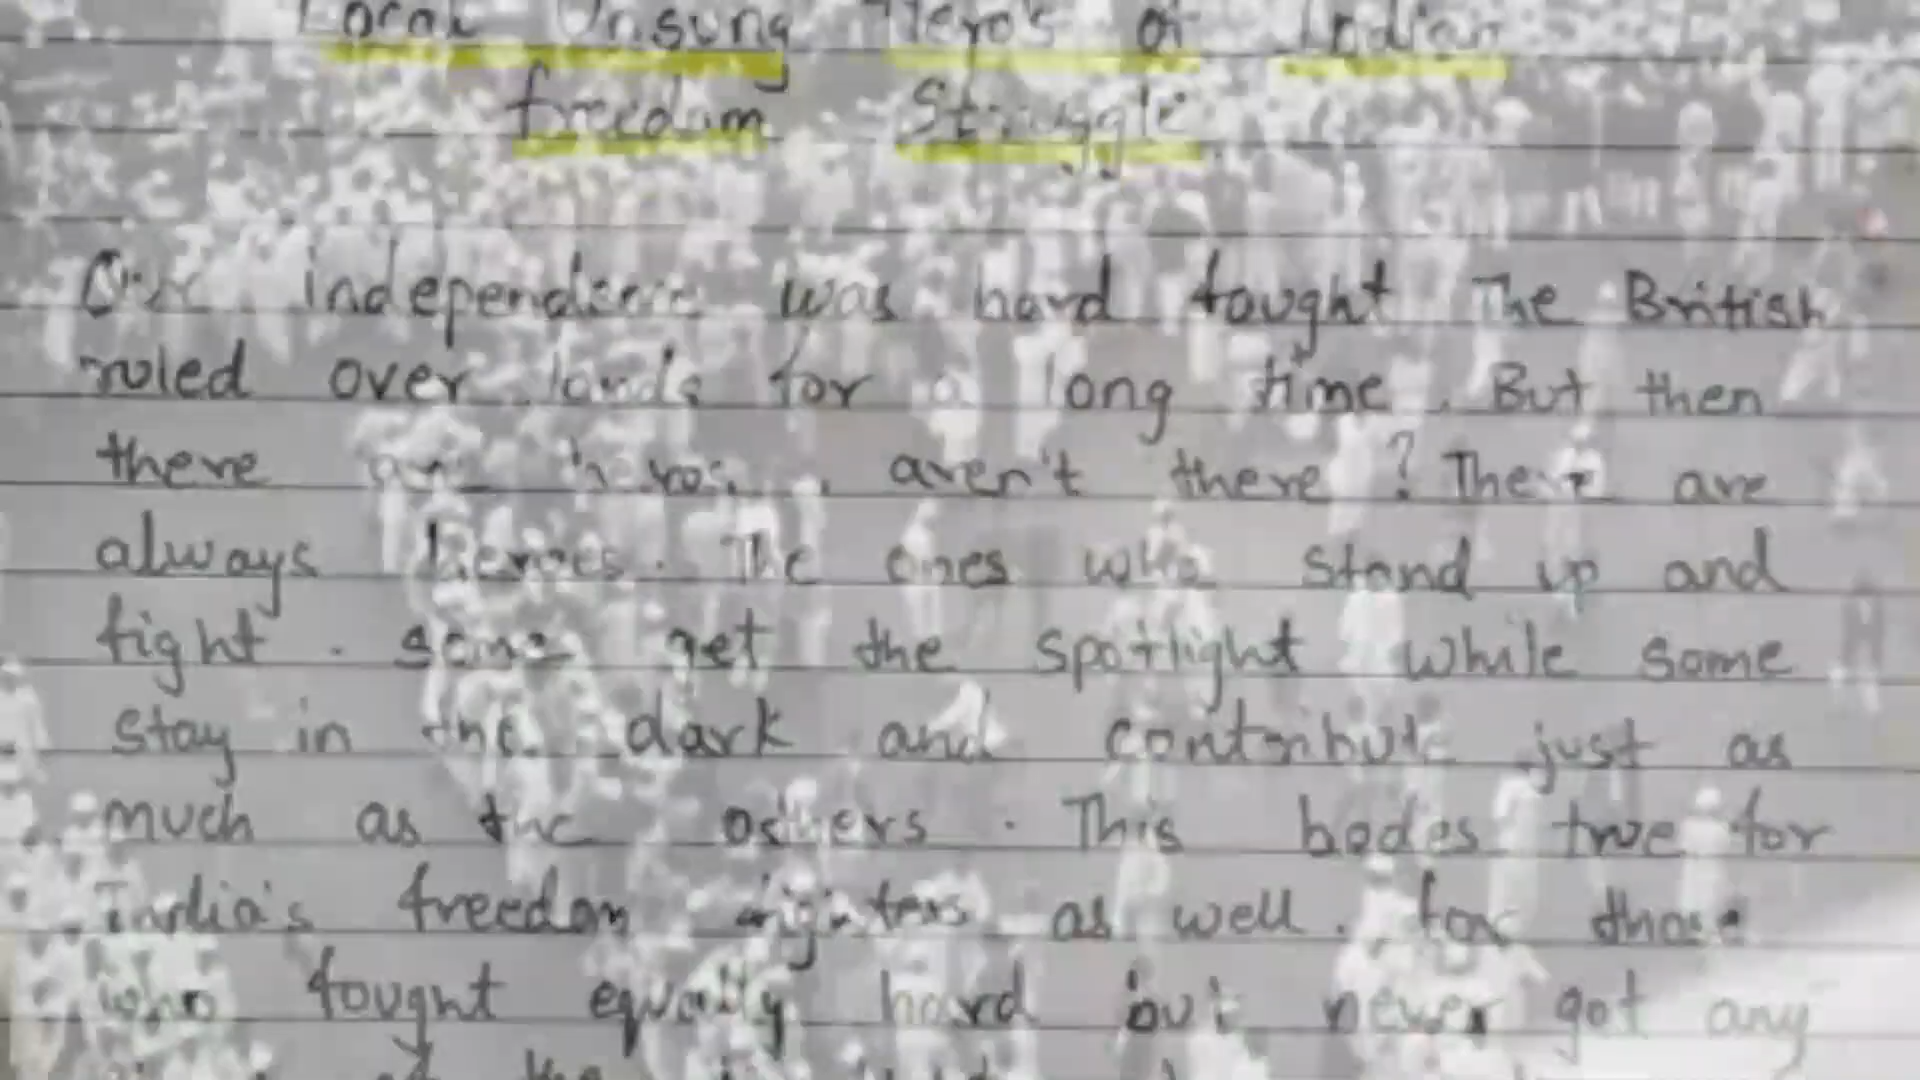 Local Unsung Hero's of Indian
freedom Struggle
Our independence was hard fought The British
ruled over lands for a long time. But then
there are heros, aren't there? There are
always heroes. The ones who stand up and
fight. some get the spotlight while some
stay in the dark and contribute just as
much as the others. This bodes true for
India's freedom fighters as well. for those
who fought equally hard but never got any
the